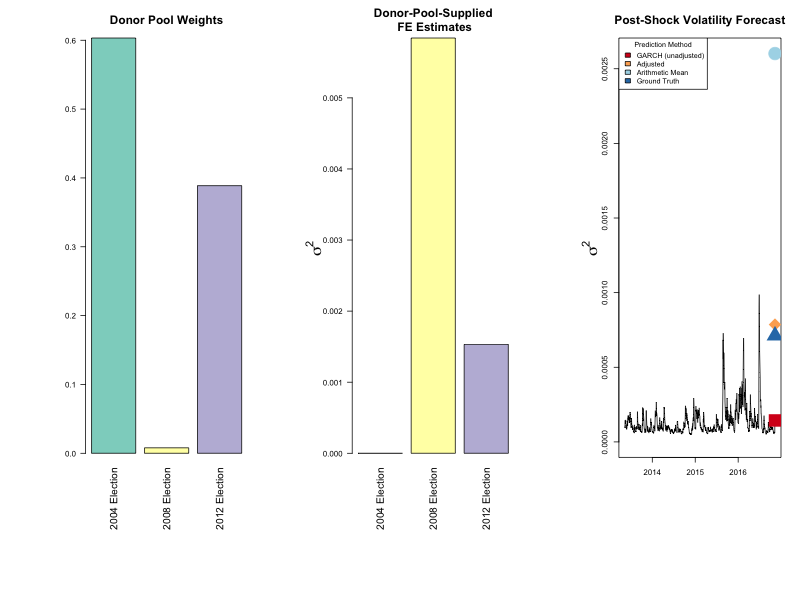 Donor Pool Weights
0.6
0.5
0.4
0.3
0.2
0.1
0.0
2004 Election
2008 Election
2012 Election
Donor-Pool-Supplied
FE Estimates
σ²
0.005
0.004
0.003
0.002
0.001
0.000
2004 Election
2008 Election
2012 Election
Post-Shock Volatility Forecast
σ²
0.0025
0.0020
0.0015
0.0010
0.0005
0.0000
Prediction Method
GARCH (unadjusted)
Adjusted
Arithmetic Mean
Ground Truth
2014 2015 2016